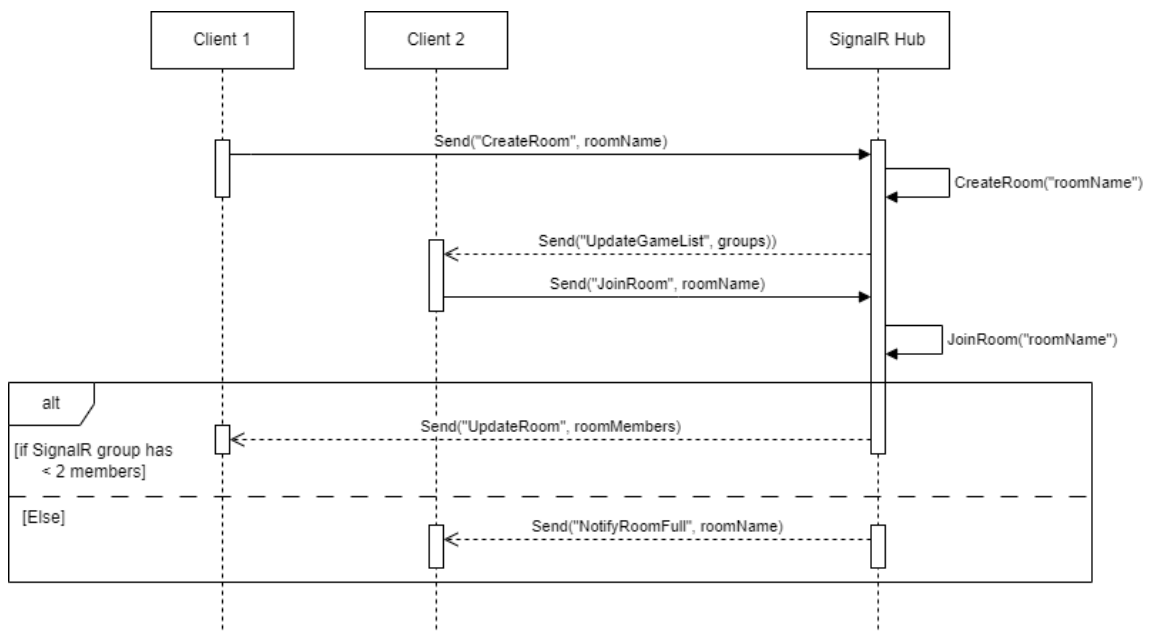 Client 1
Client 2
SignalR Hub
Send("CreateRoom", roomName)
CreateRoom("roomName")
Send("UpdateGameList", groups))
Send("JoinRoom", roomName)
JoinRoom("roomName")
alt
Send("UpdateRoom", roomMembers)
[if SignalR group has
< 2 members]
[Else]
Send("NotifyRoomFull", roomName)